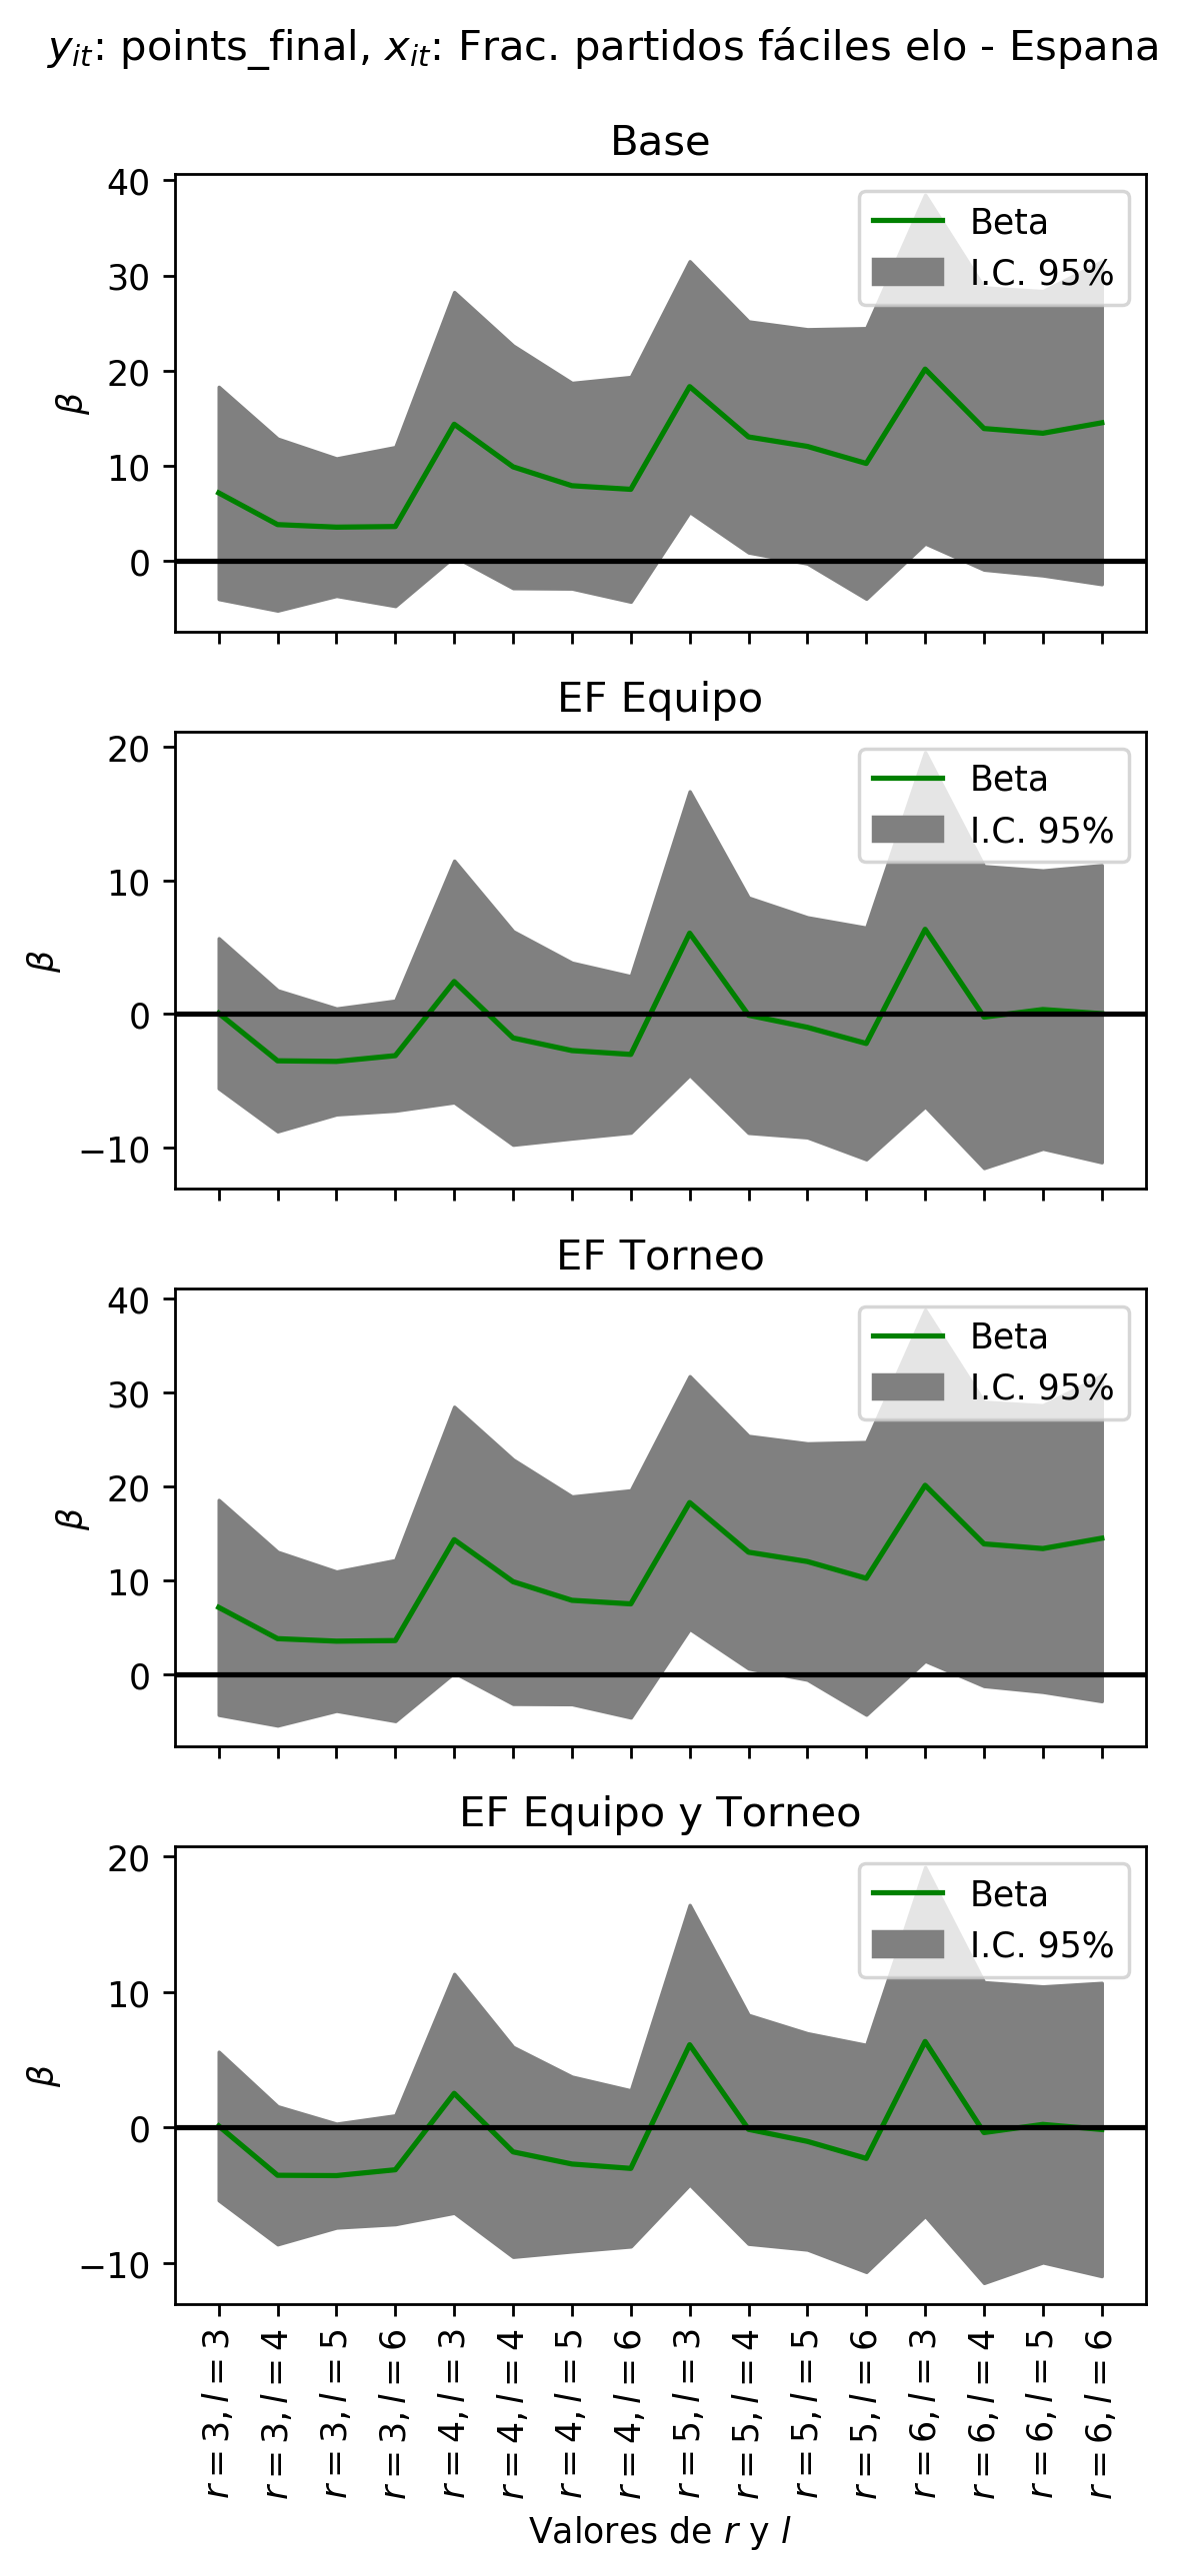 y_it: points_final, x_it: Frac. partidos fáciles elo - Espana
Base
40
30
20
10
0
β
Beta
I.C. 95%
EF Equipo
20
10
0
−10
β
Beta
I.C. 95%
EF Torneo
40
30
20
10
0
β
Beta
I.C. 95%
EF Equipo y Torneo
20
10
0
−10
β
Beta
I.C. 95%
r = 3, l = 3
r = 3, l = 4
r = 3, l = 5
r = 3, l = 6
r = 4, l = 3
r = 4, l = 4
r = 4, l = 5
r = 4, l = 6
r = 5, l = 3
r = 5, l = 4
r = 5, l = 5
r = 5, l = 6
r = 6, l = 3
r = 6, l = 4
r = 6, l = 5
r = 6, l = 6
Valores de r y l